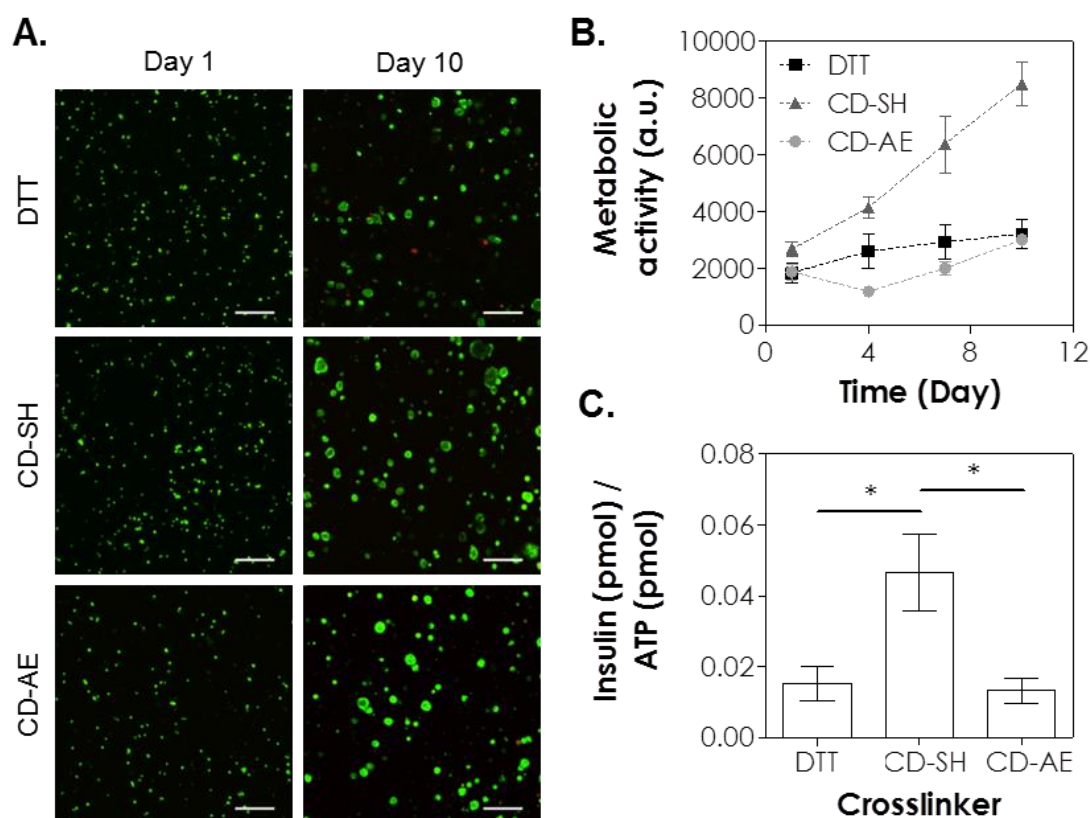 A.
Day 1
Day 10
DTT
CD-SH
CD-AE
B.
10000
8000
6000
4000
2000
0
Metabolic
activity (a.u.)
DTT
CD-SH
CD-AE
0
4
8
12
Time (Day)
C.
0.08
0.06
0.04
0.02
0.00
Insulin (pmol) /
ATP (pmol)
*
*
DTT
CD-SH
CD-AE
Crosslinker